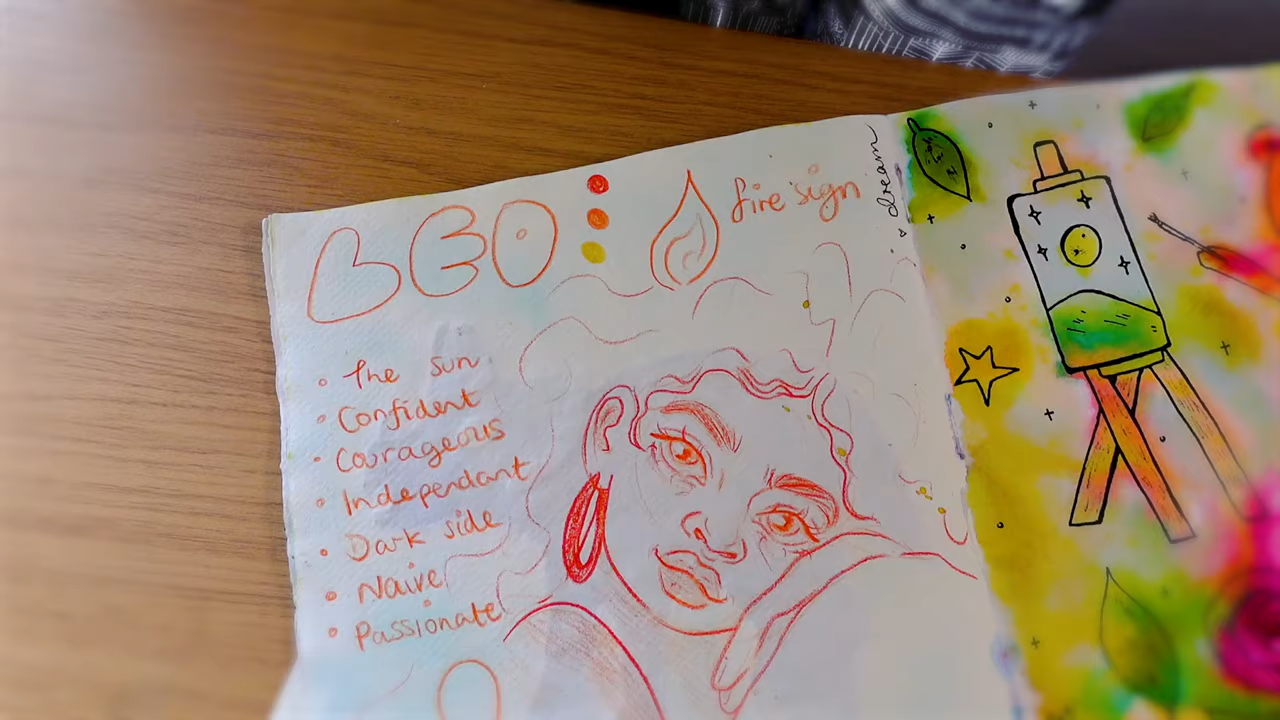 LEO
fire sign
dream
The sun
Confident
Courageous
Independant
Dark side
Naive
Passionate